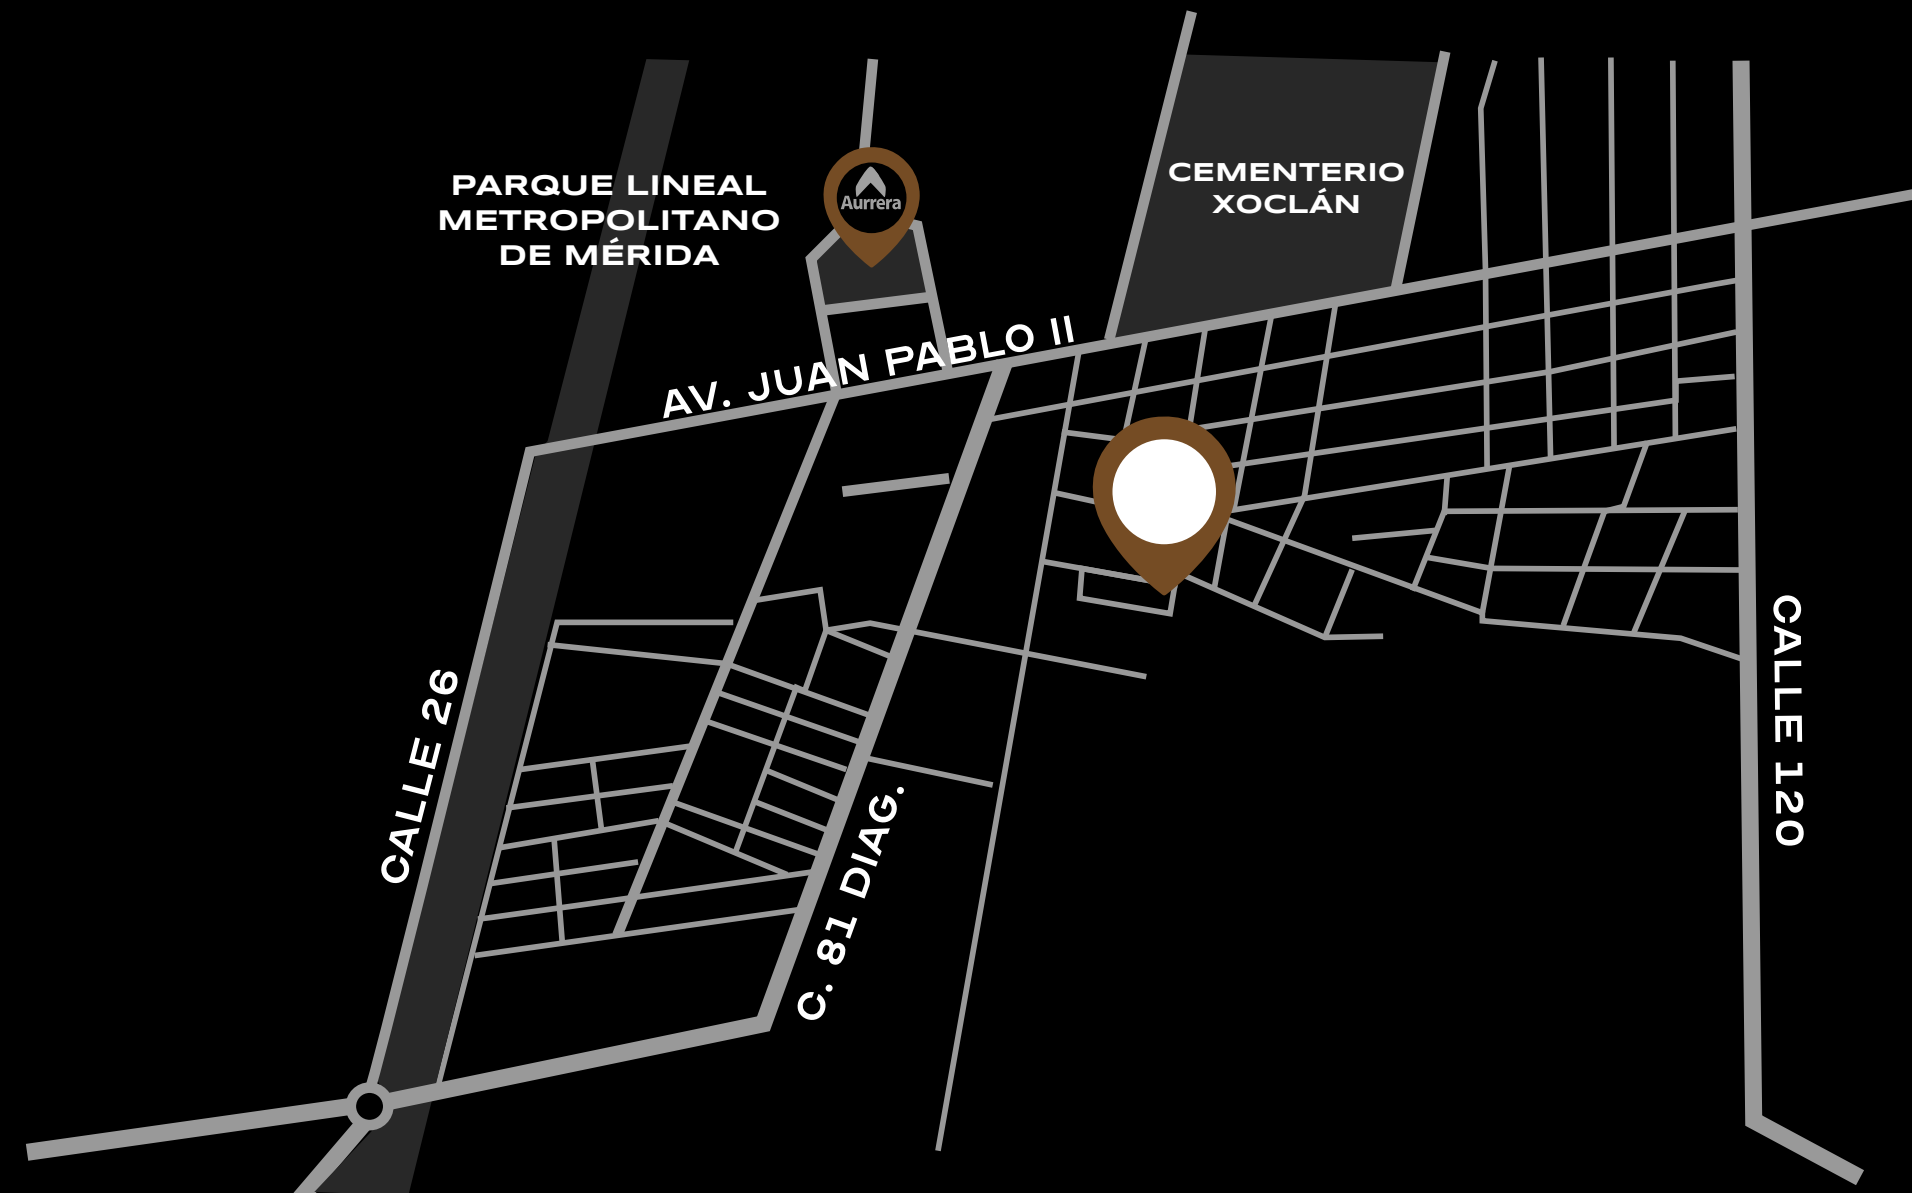 PARQUE LINEAL
METROPOLITANO
DE MÉRIDA
Aurrera
CEMENTERIO
XOCLÁN
AV. JUAN PABLO II
CALLE 26
C. 81 DIAG.
CALLE 120